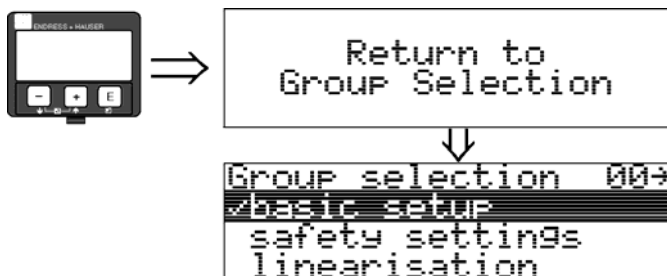 ENDRESS + HAUSER
- + E
Return to
Group Selection
Group selection 00→
✓basic setup
safety settings
linearisation